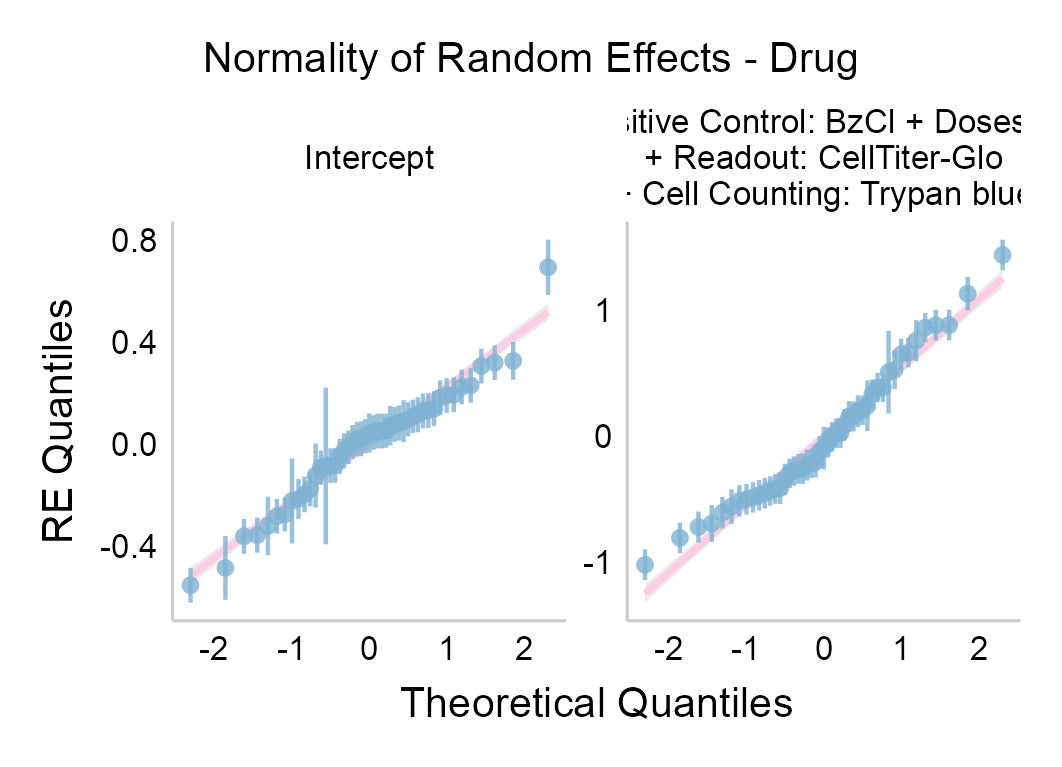 Normality of Random Effects - Drug
Intercept
sitive Control: BzCl + Doses
+ Readout: CellTiter-Glo
Cell Counting: Trypan blue
RE Quantiles
0.8
0.4
0.0
-0.4
1
0
-1
-2 -1 0 1 2
-2 -1 0 1 2
Theoretical Quantiles